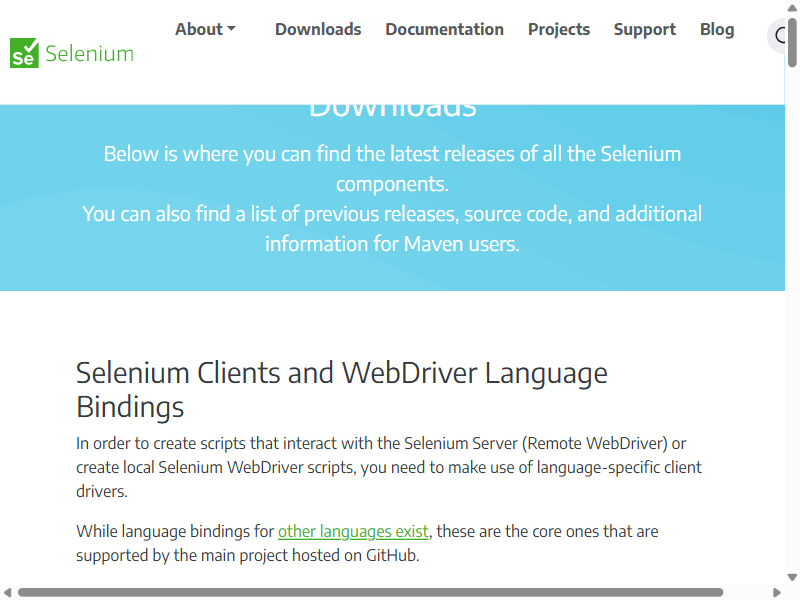 About
Downloads
Documentation
Projects
Support
Blog
Se Selenium
Downloads
Below is where you can find the latest releases of all the Selenium
components.
You can also find a list of previous releases, source code, and additional
information for Maven users.
Selenium Clients and WebDriver Language
Bindings
In order to create scripts that interact with the Selenium Server (Remote WebDriver) or
create local Selenium WebDriver scripts, you need to make use of language-specific client
drivers.
While language bindings for other languages exist, these are the core ones that are
supported by the main project hosted on GitHub.